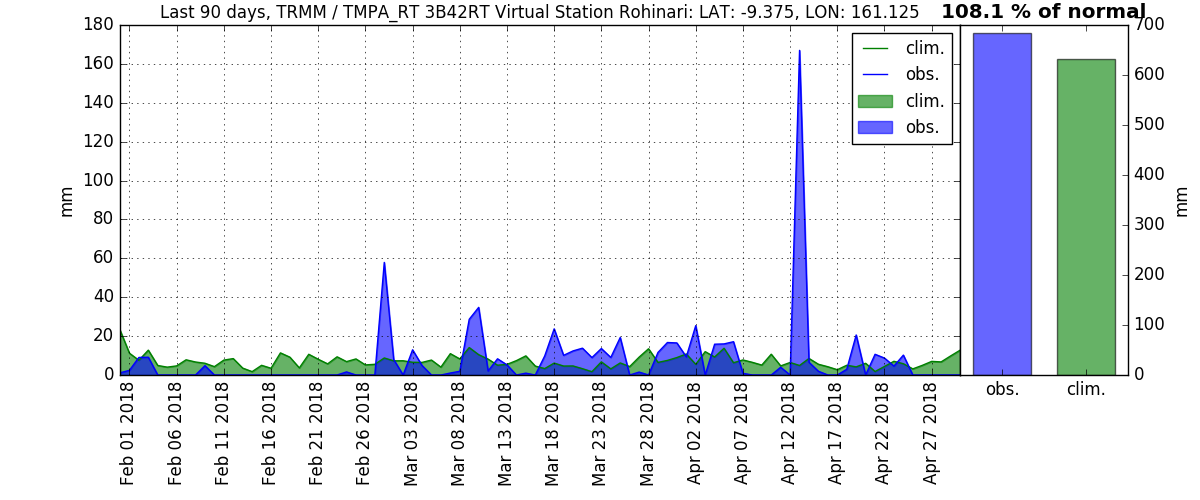 Last 90 days, TRMM / TMPA_RT 3B42RT Virtual Station Rohinari: LAT: -9.375, LON: 161.125
108.1 % of normal
mm
180
160
140
120
100
80
60
40
20
0
clim.
obs.
clim.
obs.
Feb 01 2018
Feb 06 2018
Feb 11 2018
Feb 16 2018
Feb 21 2018
Feb 26 2018
Mar 03 2018
Mar 08 2018
Mar 13 2018
Mar 18 2018
Mar 23 2018
Mar 28 2018
Apr 02 2018
Apr 07 2018
Apr 12 2018
Apr 17 2018
Apr 22 2018
Apr 27 2018
700
600
500
400
300
200
100
0
mm
obs.
clim.